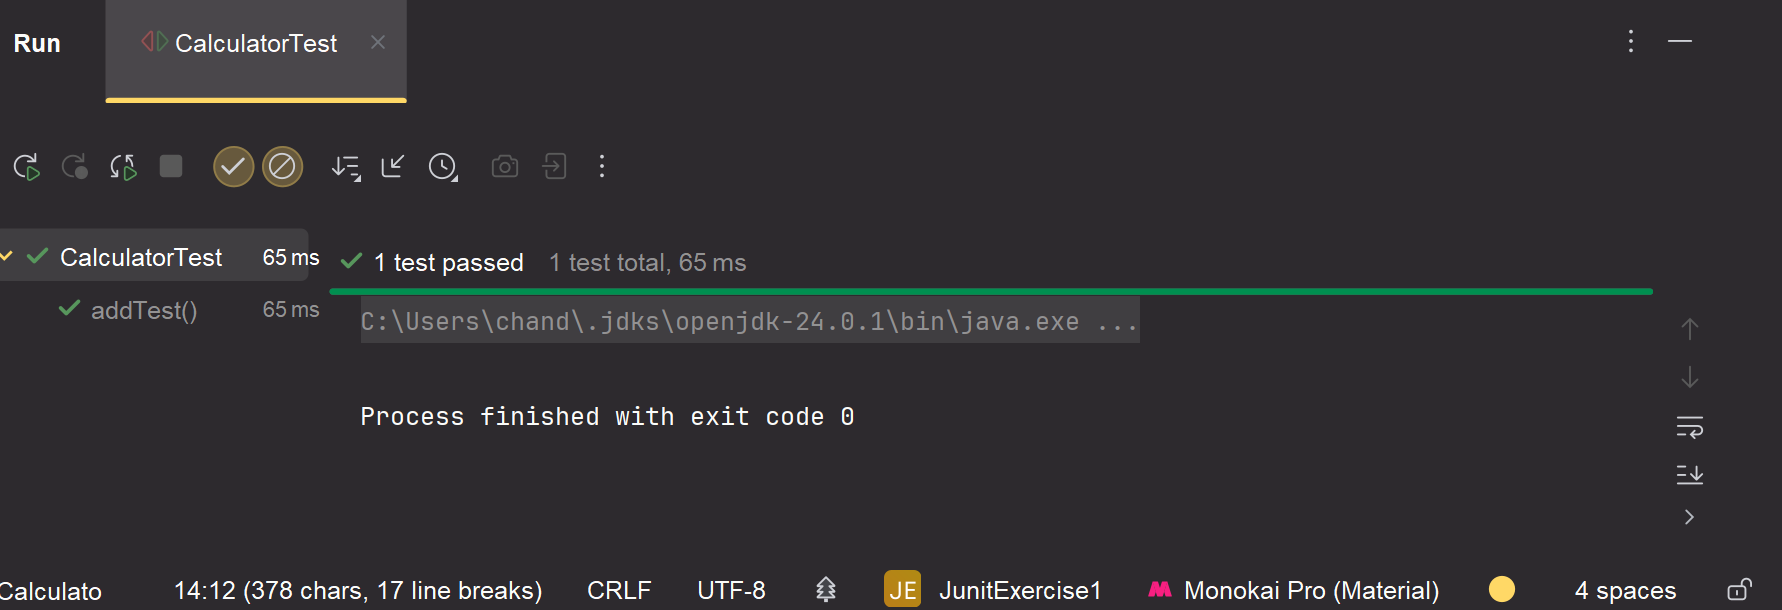 Run CalculatorTest
CalculatorTest 65 ms
1 test passed 1 test total, 65 ms
addTest() 65 ms
C:\Users\chand\.jdks\openjdk-24.0.1\bin\java.exe ...
Process finished with exit code 0
Calculato 14:12 (378 chars, 17 line breaks) CRLF UTF-8 JE JunitExercise1 Monokai Pro (Material) 4 spaces